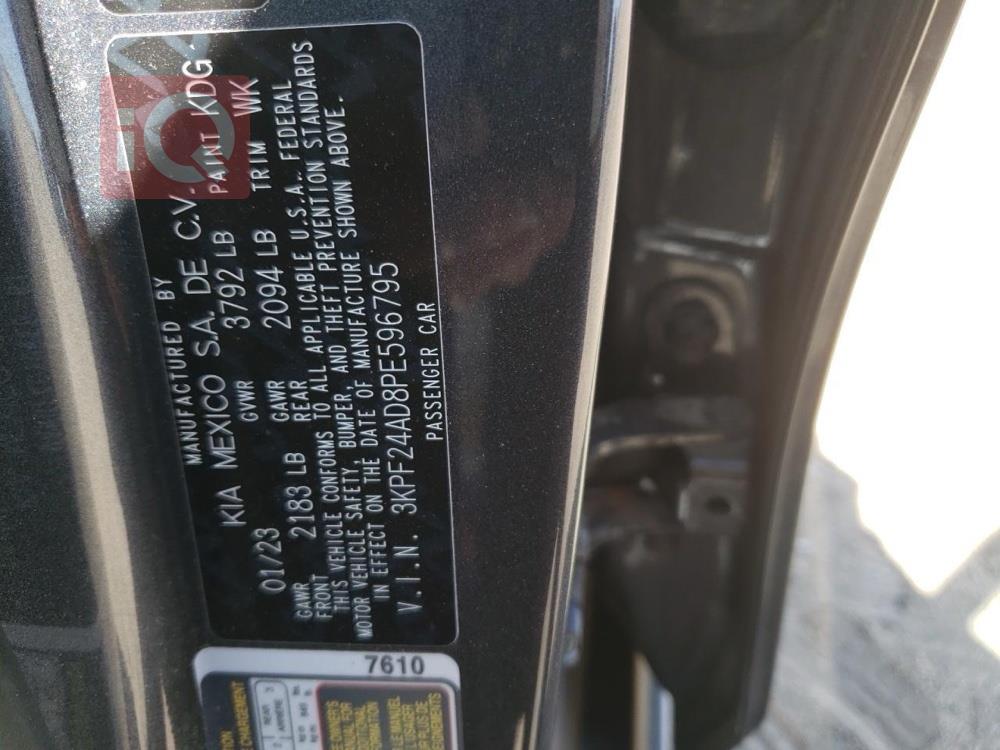 MANUFACTURED BY
KIA MEXICO S.A. DE C.V.
01/23 GVWR 3792 LB PAINT KDG
GAWR FRONT 2183 LB GAWR REAR 2094 LB TRIM WK
THIS VEHICLE CONFORMS TO ALL APPLICABLE U.S.A. FEDERAL
MOTOR VEHICLE SAFETY, BUMPER, AND THEFT PREVENTION STANDARDS
IN EFFECT ON THE DATE OF MANUFACTURE SHOWN ABOVE.
V.I.N. 3KPF24AD8PE596795
PASSENGER CAR
7610
iQ